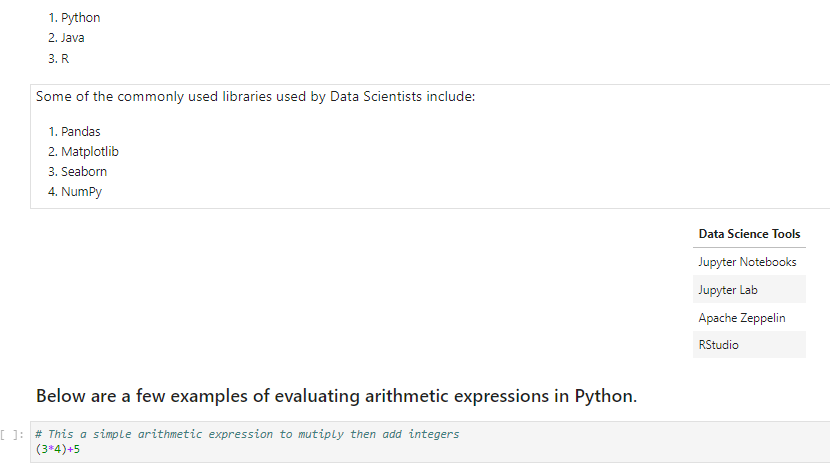 1. Python
2. Java
3. R
Some of the commonly used libraries used by Data Scientists include:
1. Pandas
2. Matplotlib
3. Seaborn
4. NumPy
Data Science Tools
Jupyter Notebooks
Jupyter Lab
Apache Zeppelin
RStudio
Below are a few examples of evaluating arithmetic expressions in Python.
[ ]: # This a simple arithmetic expression to mutiply then add integers
(3*4)+5